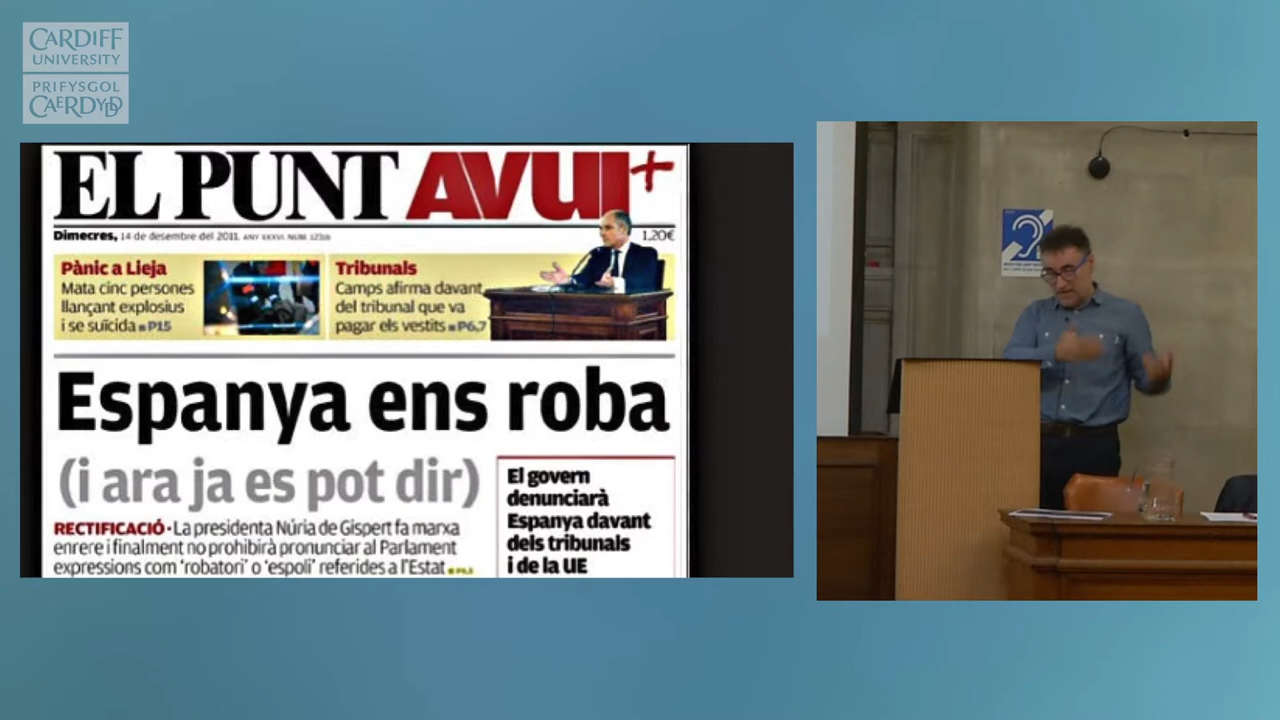 CARDIFF
UNIVERSITY
PRIFYSGOL
CAERDYDD
EL PUNT AVUI+
Dimecres, 14 de desembre del 2011. ANY XXXVI. NÚM.
1,20€
Pànic a Lieja
Mata cinc persones
llançant explosius
i se suïcida P15
Tribunals
Camps afirma davant
del tribunal que va
pagar els vestits P6,7
Espanya ens roba
(i ara ja es pot dir)
RECTIFICACIÓ · La presidenta Núria de Gispert fa marxa
enrere i finalment no prohibirà pronunciar al Parlament
expressions com ‘robatori’ o ‘espoli’ referides a l’Estat
El govern
denunciarà
Espanya davant
dels tribunals
i de la UE